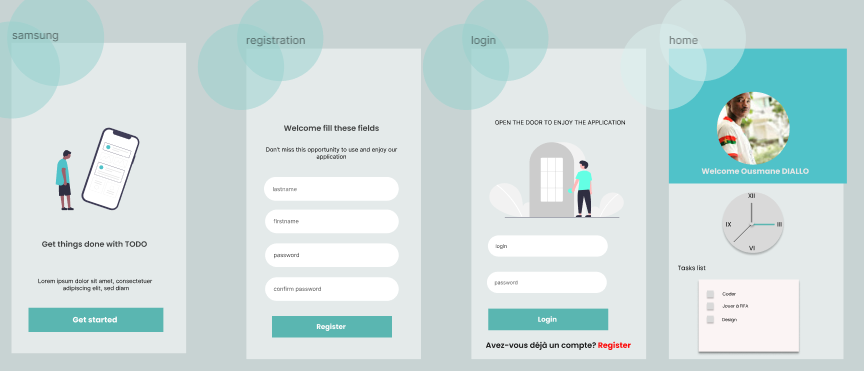 samsung
Get things done with TODO
Lorem ipsum dolor sit amet, consectetuer
adipiscing elit, sed diam
Get started
registration
Welcome fill these fields
Don't miss this opportunity to use and enjoy our
application
lastname
firstname
password
confirm password
Register
login
OPEN THE DOOR TO ENJOY THE APPLICATION
login
password
Login
Avez-vous déjà un compte? Register
home
Welcome Ousmane DIALLO
XII
IX
III
VI
Tasks list
Coder
Jouer à FIFA
Design